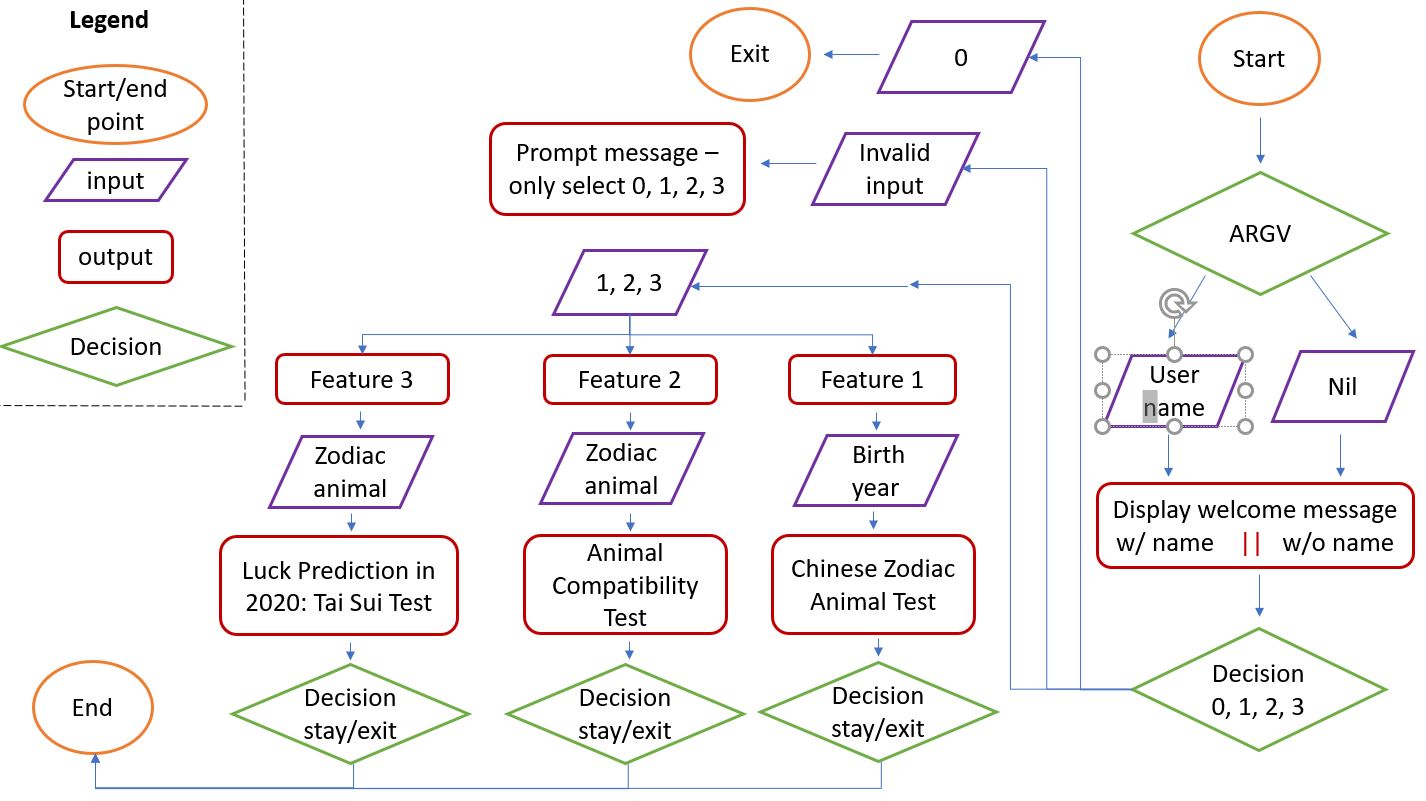 Legend
Start/end
point
input
output
Decision
Start
ARGV
User
name
Nil
Display welcome message
w/ name || w/o name
Decision
0, 1, 2, 3
0
Exit
Invalid
input
Prompt message –
only select 0, 1, 2, 3
1, 2, 3
Feature 3
Feature 2
Feature 1
Zodiac
animal
Zodiac
animal
Birth
year
Luck Prediction in
2020: Tai Sui Test
Animal
Compatibility
Test
Chinese Zodiac
Animal Test
Decision
stay/exit
Decision
stay/exit
Decision
stay/exit
End